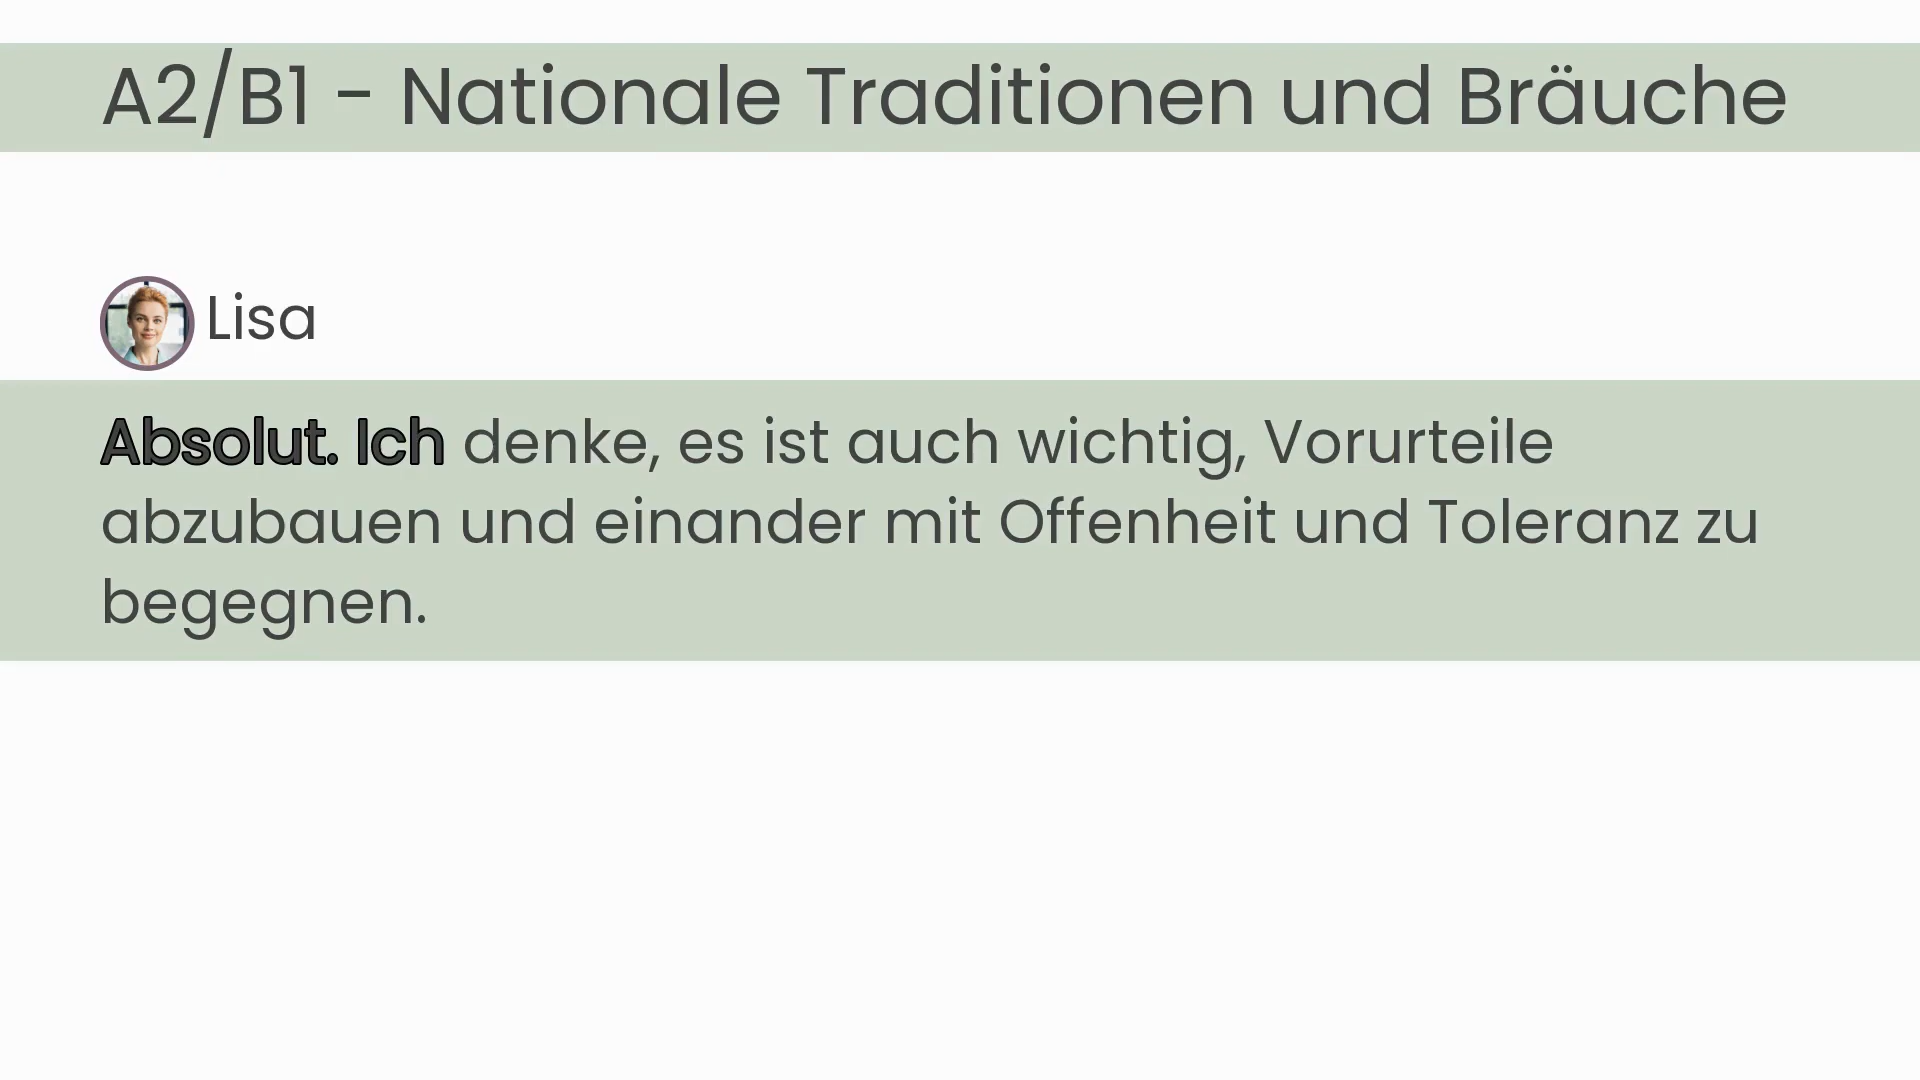 A2/B1 - Nationale Traditionen und Bräuche
Lisa
Absolut. Ich denke, es ist auch wichtig, Vorurteile
abzubauen und einander mit Offenheit und Toleranz zu
begegnen.